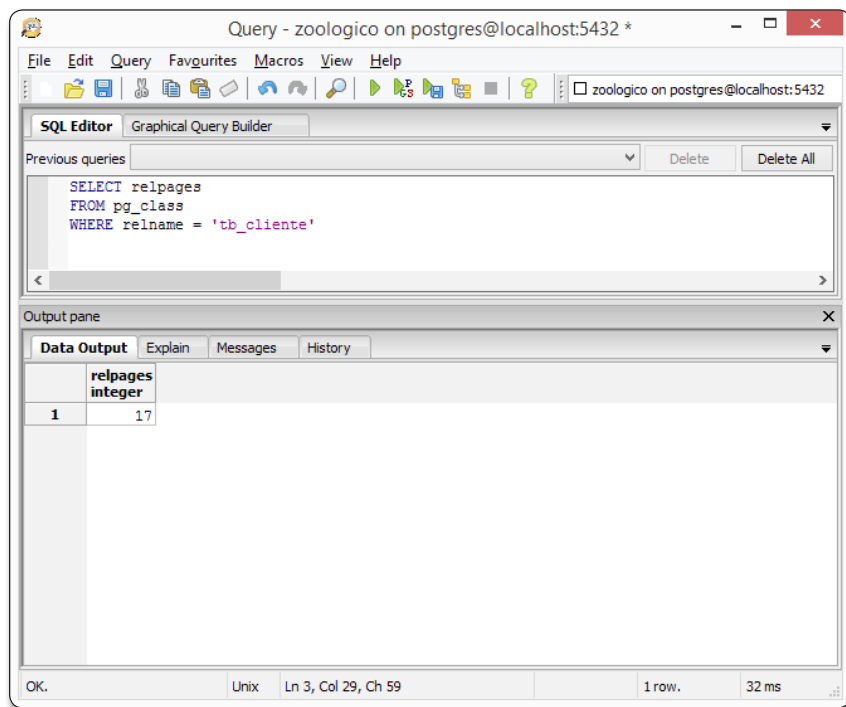 Query - zoologico on postgres@localhost:5432 *
File Edit Query Favourites Macros View Help
zoologico on postgres@localhost:5432
SQL Editor Graphical Query Builder
Previous queries Delete Delete All
SELECT relpages
FROM pg_class
WHERE relname = 'tb_cliente'
Output pane
Data Output Explain Messages History
relpages
integer
1 17
OK. Unix Ln 3, Col 29, Ch 59 1 row. 32 ms